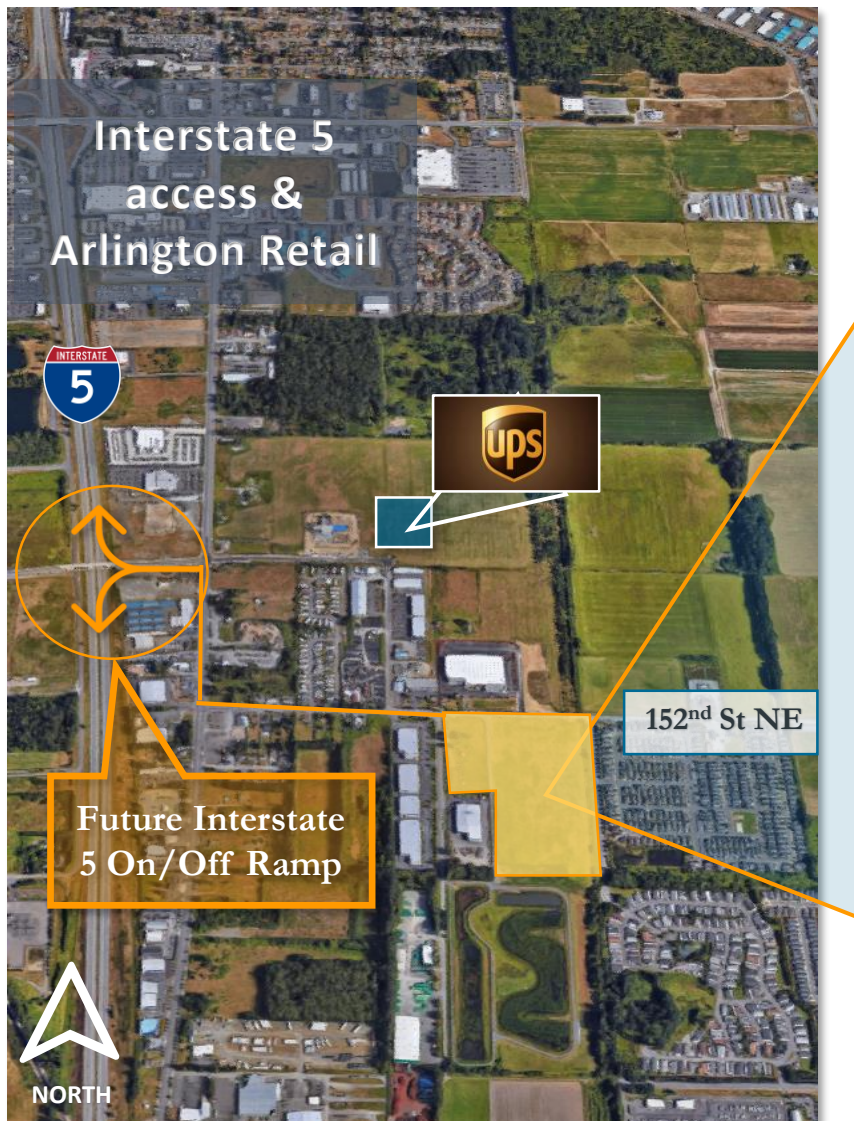 Interstate 5
access &
Arlington Retail
INTERSTATE
5
ups
152nd St NE
Future Interstate
5 On/Off Ramp
NORTH